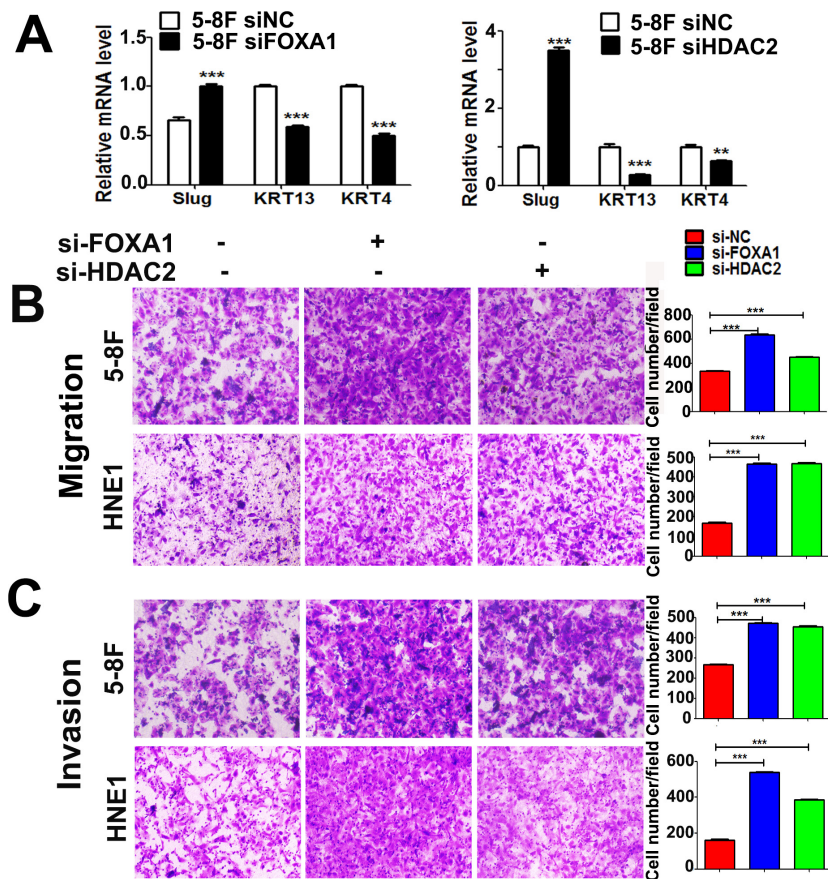 A
5-8F siNC
5-8F siFOXA1
Relative mRNA level
1.5
1.0
0.5
0.0
***
***
***
Slug KRT13 KRT4
5-8F siNC
5-8F siHDAC2
Relative mRNA level
4
2
0
***
***
**
Slug KRT13 KRT4
si-FOXA1 - + -
si-HDAC2 - - +
si-NC
si-FOXA1
si-HDAC2
B
Migration
5-8F
Cell number/field
800
600
400
200
0
***
***
HNE1
Cell number/field
500
400
300
200
100
0
***
***
C
Invasion
5-8F
Cell number/field
500
400
300
200
100
0
***
***
HNE1
Cell number/field
600
400
200
0
***
***